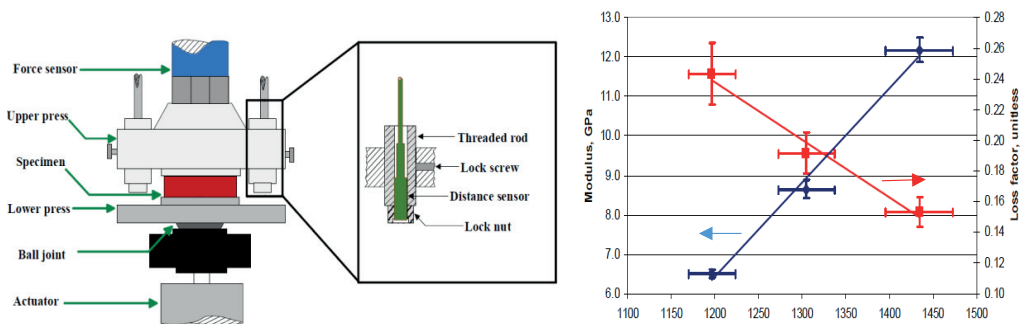 Force sensor
Upper press
Specimen
Lower press
Ball joint
Actuator
Threaded rod
Lock screw
Distance sensor
Lock nut
Modulus, GPa
13.0
12.0
11.0
10.0
9.0
8.0
7.0
6.0
1100 1150 1200 1250 1300 1350 1400 1450 1500
0.28
0.26
0.24
0.22
0.20
0.18
0.16
0.14
0.12
0.10
Loss factor, unitless